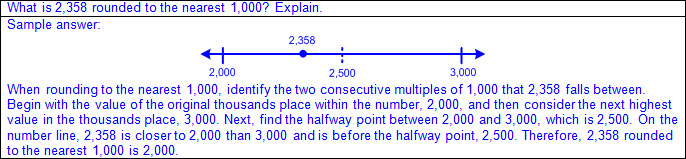 What is 2,358 rounded to the nearest 1,000? Explain.
Sample answer:
2,358
2,000 2,500 3,000
When rounding to the nearest 1,000, identify the two consecutive multiples of 1,000 that 2,358 falls between.
Begin with the value of the original thousands place within the number, 2,000, and then consider the next highest
value in the thousands place, 3,000. Next, find the halfway point between 2,000 and 3,000, which is 2,500. On the
number line, 2,358 is closer to 2,000 than 3,000 and is before the halfway point, 2,500. Therefore, 2,358 rounded
to the nearest 1,000 is 2,000.